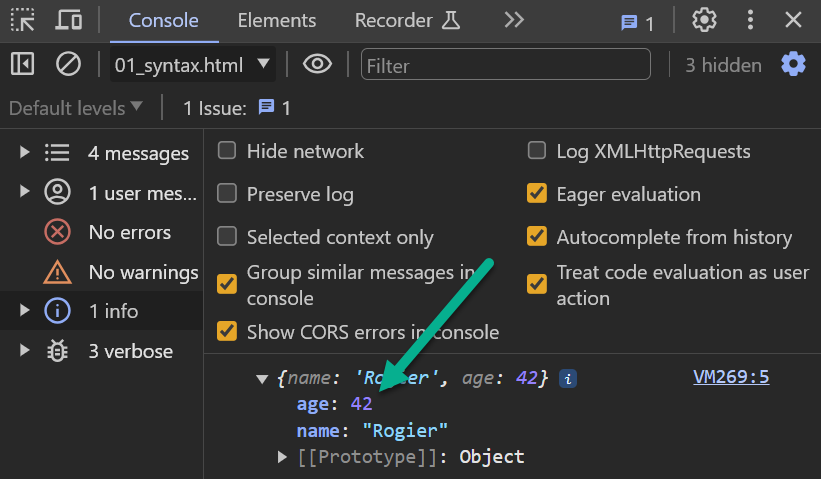 Console Elements Recorder 1
01_syntax.html Filter 3 hidden
Default levels 1 Issue: 1
4 messages
1 user mes...
No errors
No warnings
1 info
3 verbose
Hide network Log XMLHttpRequests
Preserve log Eager evaluation
Selected context only Autocomplete from history
Group similar messages in
console
Treat code evaluation as user
action
Show CORS errors in console
{name: 'Rogier', age: 42} i VM269:5
age: 42
name: "Rogier"
[[Prototype]]: Object